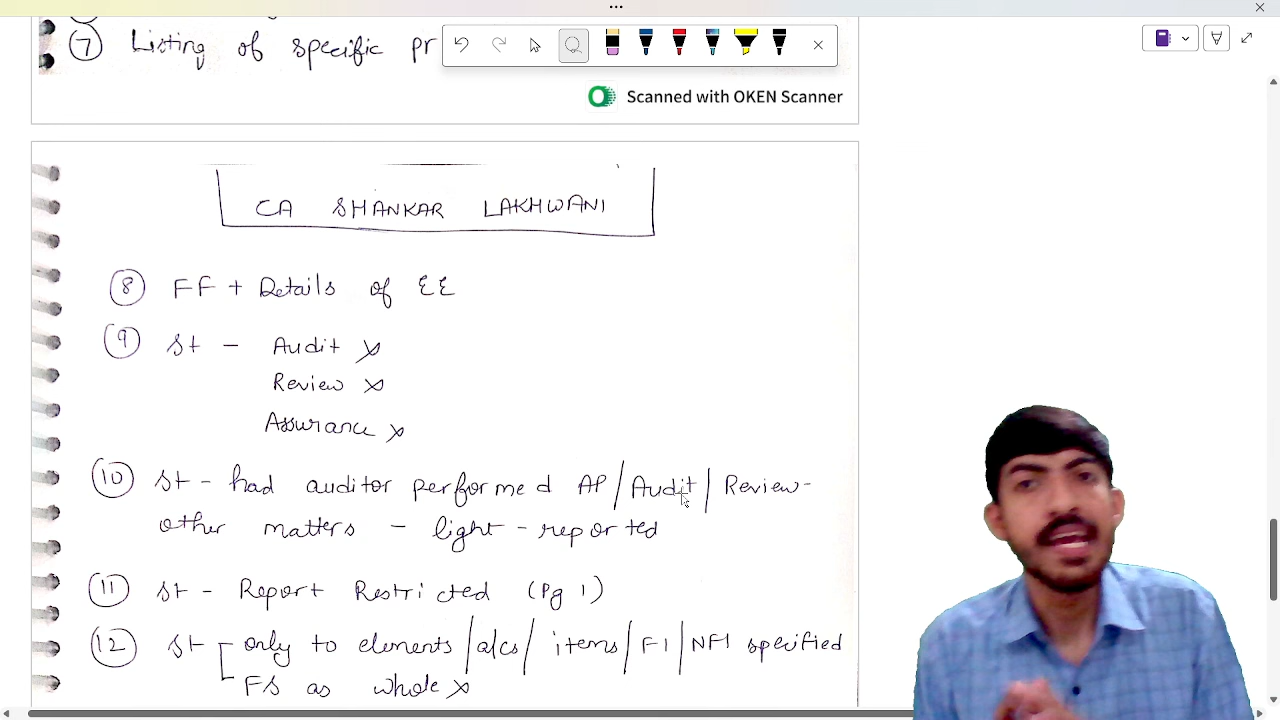 ⑦ Listing of specific pr
Scanned with OKEN Scanner
CA SHANKAR LAKHWANI
⑧ FF + Details of EE
⑨ St - Audit x
Review x
Assurance x
⑩ St - had auditor performed AP / Audit / Review -
other matters - light - reported
⑪ St - Report Restricted (Pg 1)
⑫ St - only to elements / a/cs / items / FI / NFI specified
FS as whole x